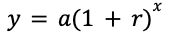 y = a(1 + r)^x